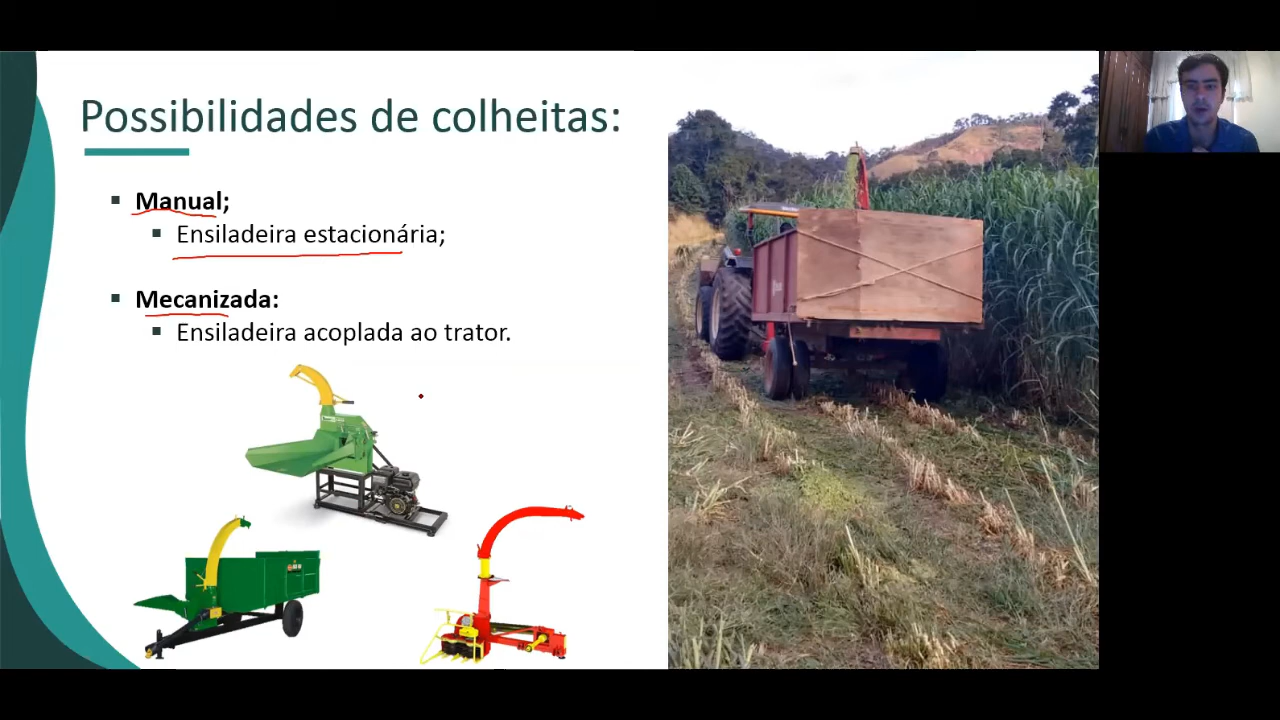 Possibilidades de colheitas:
Manual;
Ensiladeira estacionária;
Mecanizada:
Ensiladeira acoplada ao trator.